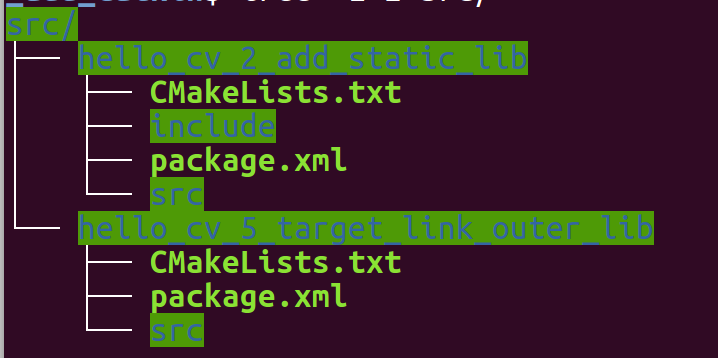 src/
├── hello_cv_2_add_static_lib
│   ├── CMakeLists.txt
│   ├── include
│   ├── package.xml
│   └── src
└── hello_cv_5_target_link_outer_lib
    ├── CMakeLists.txt
    ├── package.xml
    └── src